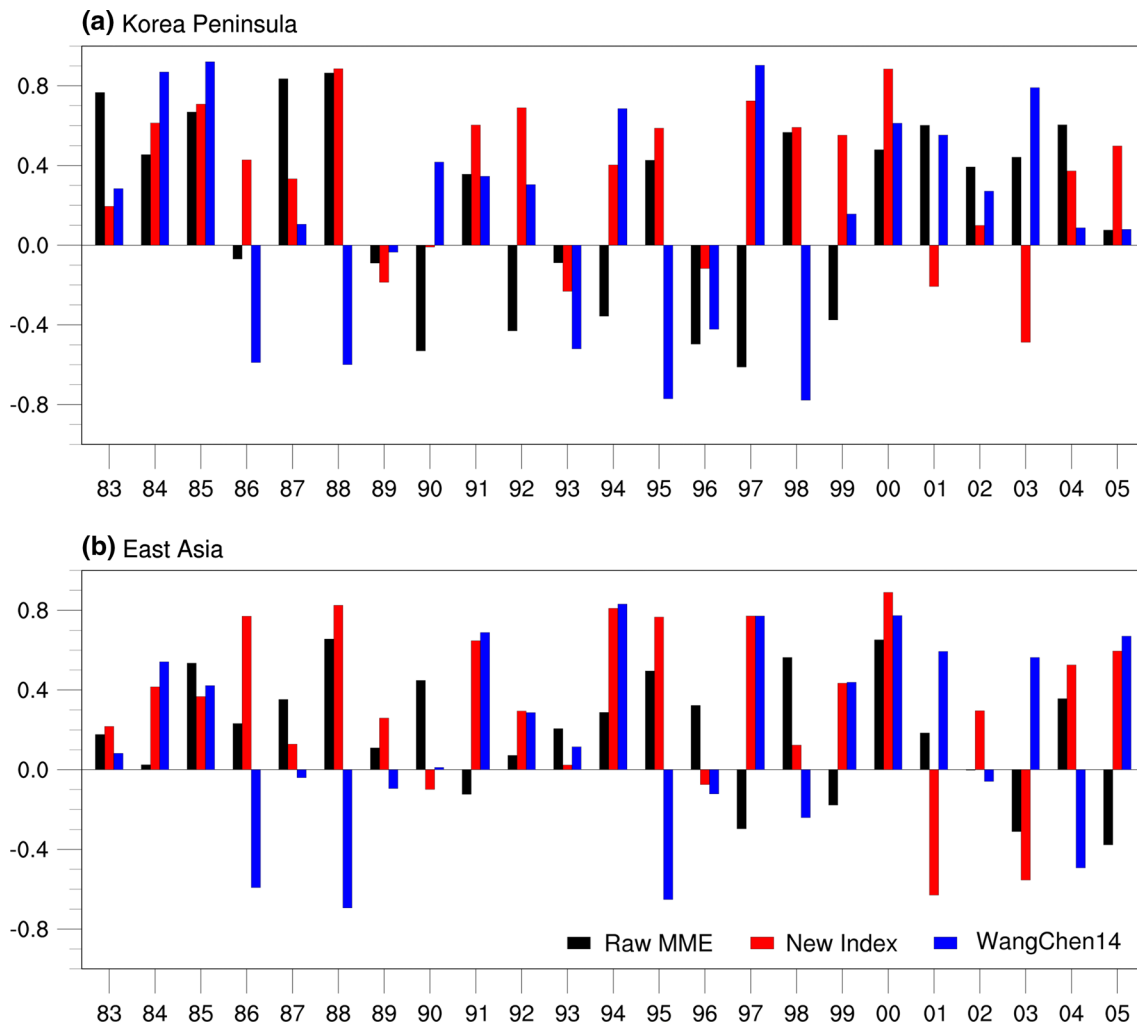 (a) Korea Peninsula
0.8
0.4
0.0
-0.4
-0.8
83 84 85 86 87 88 89 90 91 92 93 94 95 96 97 98 99 00 01 02 03 04 05
(b) East Asia
0.8
0.4
0.0
-0.4
-0.8
Raw MME New Index WangChen14
83 84 85 86 87 88 89 90 91 92 93 94 95 96 97 98 99 00 01 02 03 04 05